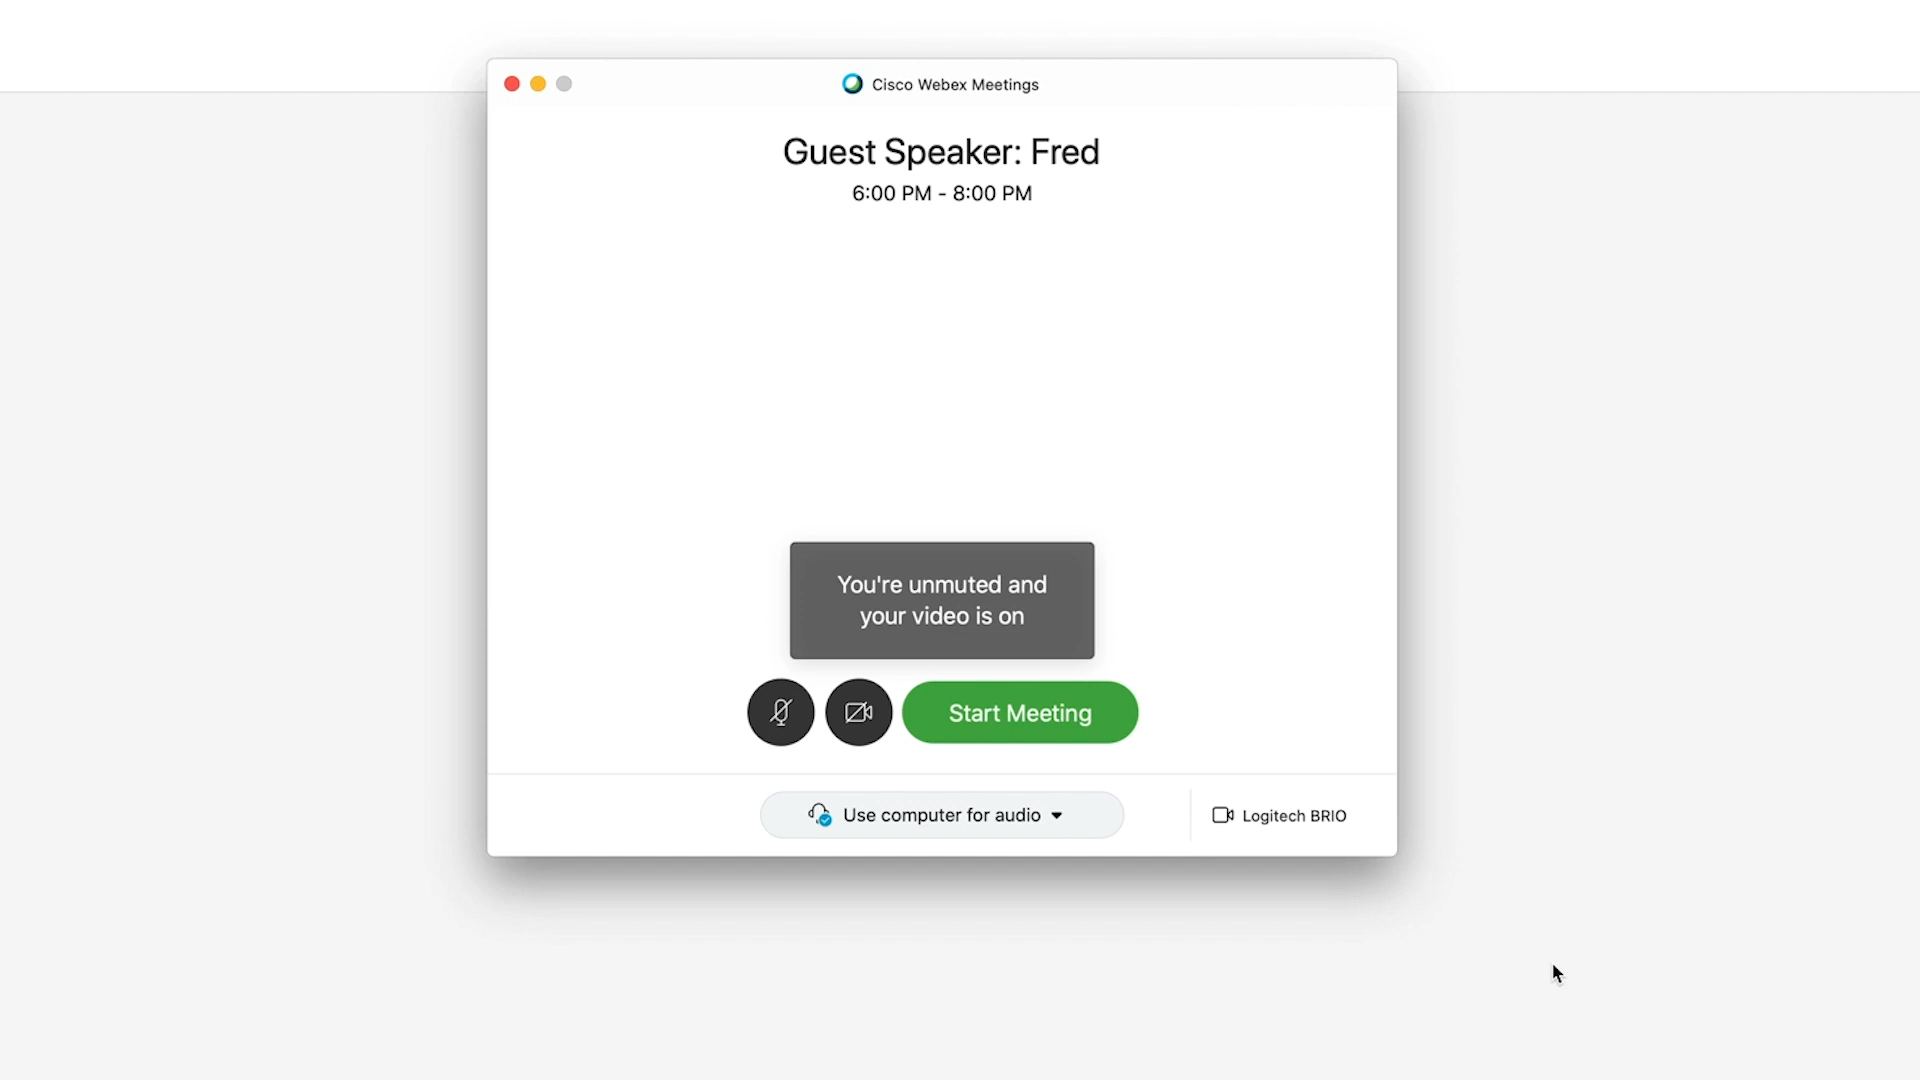 Cisco Webex Meetings
Guest Speaker: Fred
6:00 PM - 8:00 PM
You're unmuted and
your video is on
Start Meeting
Use computer for audio
Logitech BRIO